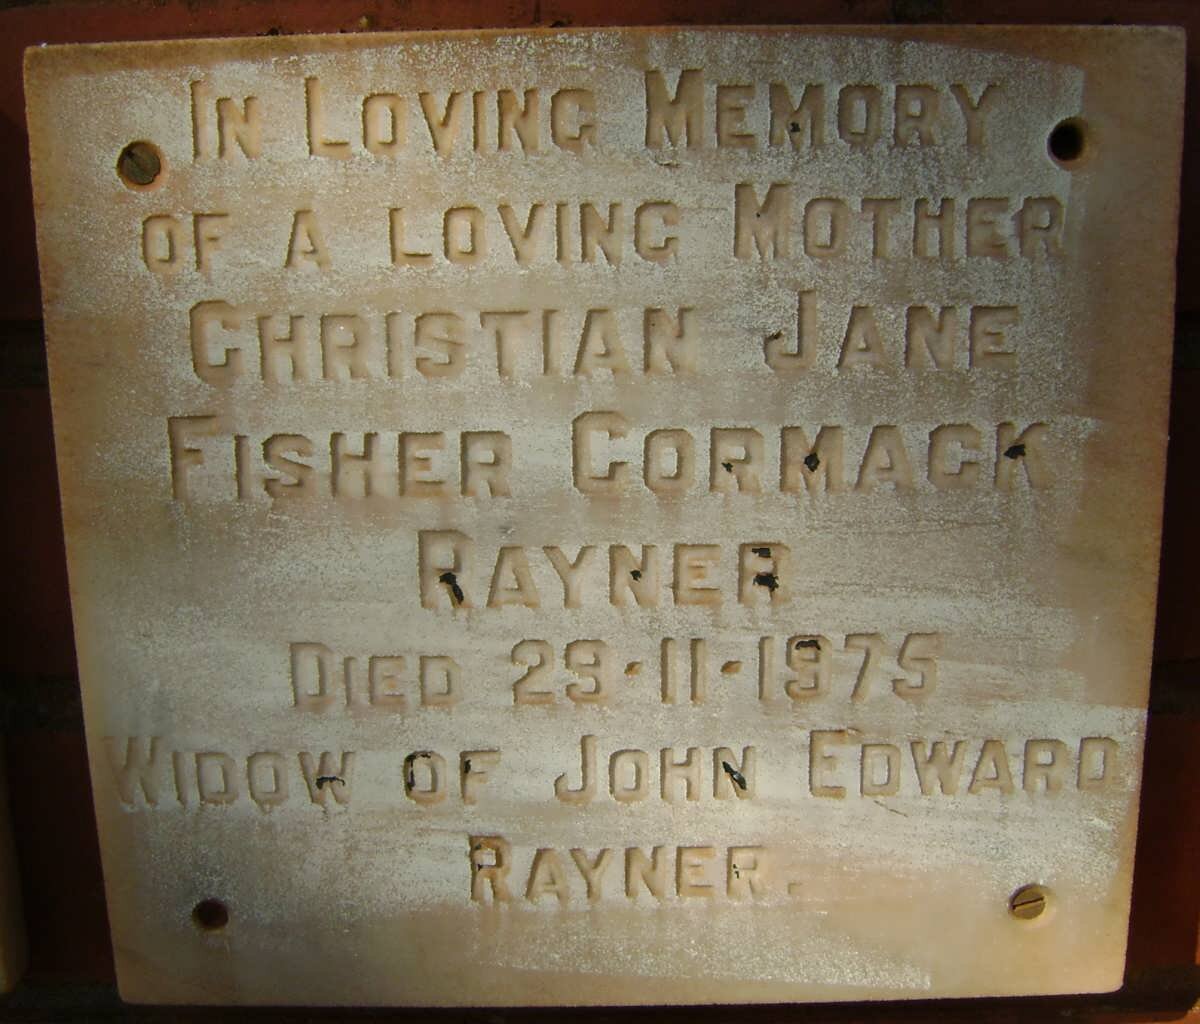 In Loving Memory
of a loving Mother
Christian Jane
Fisher Cormack
Rayner
Died 29-11-1975
Widow of John Edward
Rayner.